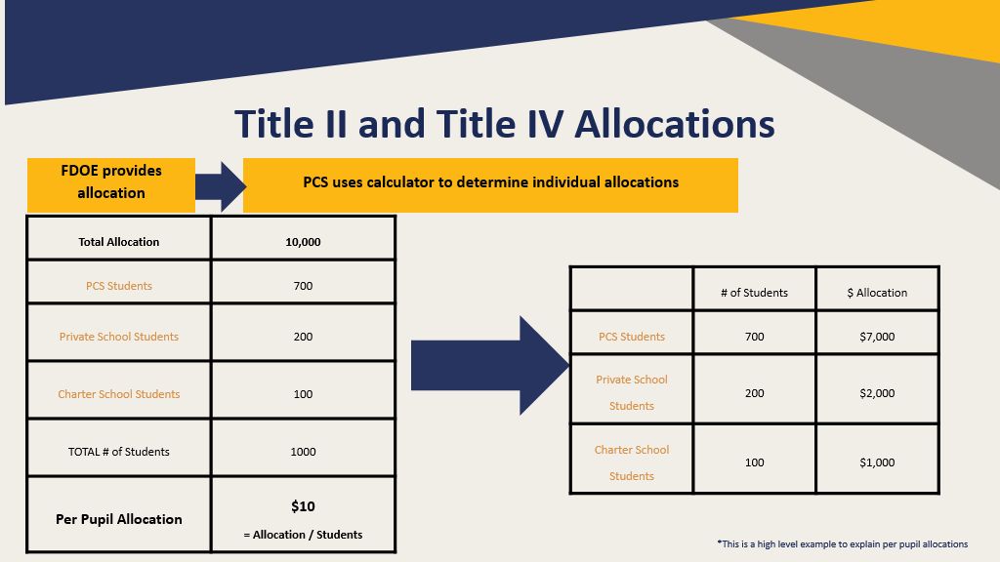 Title II and Title IV Allocations
FDOE provides
allocation
PCS uses calculator to determine individual allocations
Total Allocation 10,000
PCS Students 700
Private School Students 200
Charter School Students 100
TOTAL # of Students 1000
Per Pupil Allocation $10
= Allocation / Students
# of Students $ Allocation
PCS Students 700 $7,000
Private School
Students 200 $2,000
Charter School
Students 100 $1,000
*This is a high level example to explain per pupil allocations